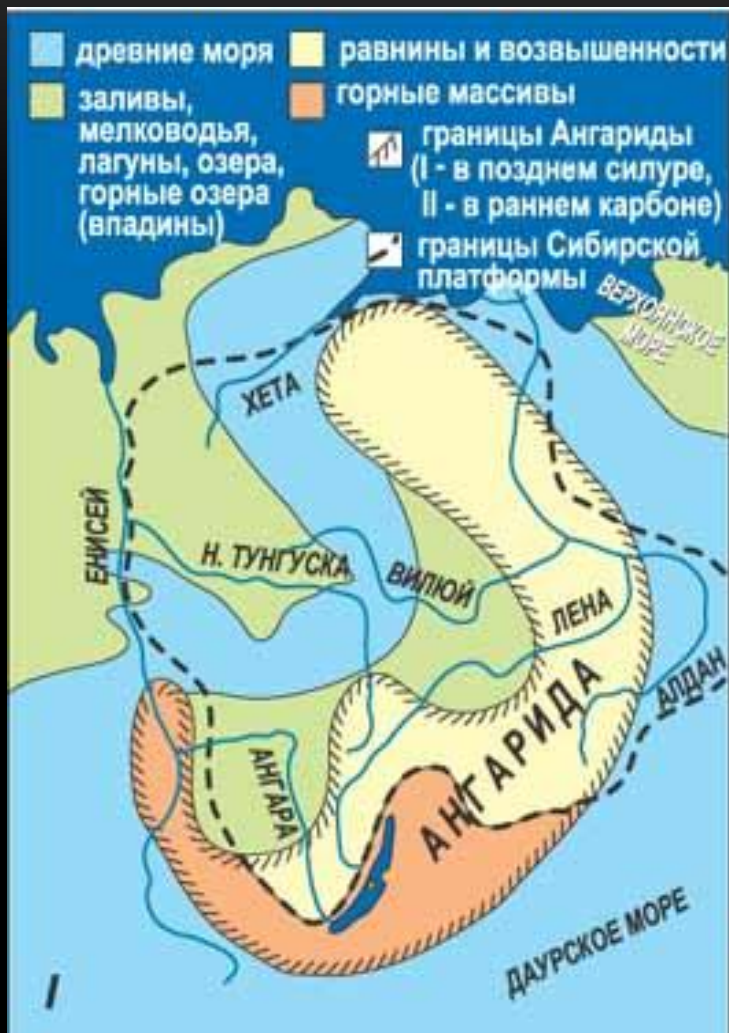 древние моря
заливы,
мелководья,
лагуны, озера,
горные озера
(впадины)
равнины и возвышенности
горные массивы
границы Ангариды
(I - в позднем силуре,
II - в раннем карбоне)
границы Сибирской
платформы
ВЕРХОЯНСКОЕ
МОРЕ
ХЕТА
ЕНИСЕЙ
Н. ТУНГУСКА
ВИЛЮЙ
ЛЕНА
АЛДАН
АНГАРА
АНГАРИДА
ДАУРСКОЕ МОРЕ
I